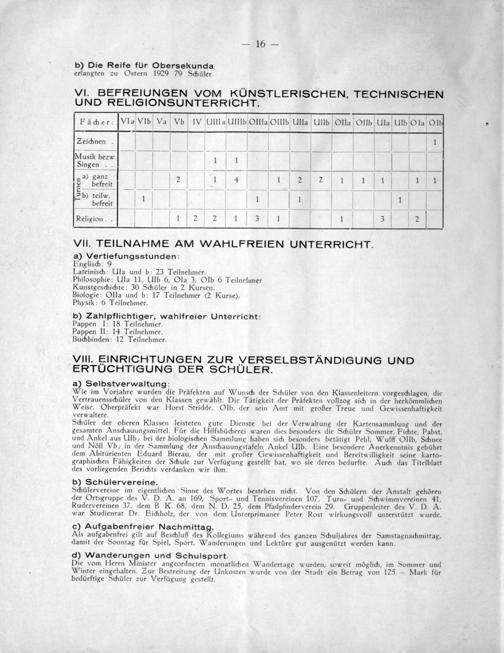 — 16 —
b) Die Reife für Obersekunda
erlangten zu Ostern 1929 79 Schüler
VI. BEFREIUNGEN VOM KÜNSTLERISCHEN, TECHNISCHEN
UND RELIGIONSUNTERRICHT.
Fächer: VIa VIb Va Vb IV UIIIa UIIIb OIIIa OIIIb UIIa UIIb OIIa OIIb UIa UIb OIa OIb
Zeichnen . 1
Musik bezw.
Singen . . 1 1
Turnen a) ganz
befreit 2 1 4 1 2 2 1 1 1 1 1
b) teilw.
befreit 1 1 1 1
Religion . . 1 2 2 1 3 1 1 3 2
VII. TEILNAHME AM WAHLFREIEN UNTERRICHT.
a) Vertiefungsstunden:
Englisch: 9
Lateinisch: UIa und b: 23 Teilnehmer.
Philosophie: UIa 11, UIb 6, OIa 3, OIb 6 Teilnehmer
Kunstgeschichte: 30 Schüler in 2 Kursen.
Biologie: OIIa und b: 17 Teilnehmer (2 Kurse).
Physik: 6 Teilnehmer.
b) Zahlpflichtiger, wahlfreier Unterricht:
Pappen I: 18 Teilnehmer.
Pappen II: 14 Teilnehmer.
Buchbinden: 12 Teilnehmer.
VIII. EINRICHTUNGEN ZUR VERSELBSTÄNDIGUNG UND
ERTÜCHTIGUNG DER SCHÜLER.
a) Selbstverwaltung:
Wie im Vorjahre wurden die Präfekten auf Wunsch der Schüler von den Klassenleitern vorgeschlagen, die
Vertrauensschüler von den Klassen gewählt. Die Tätigkeit der Präfekten vollzog sich in der herkömmlichen
Weise. Oberpräfekt war Horst Stridde, OIb, der sein Amt mit großer Treue und Gewissenhaftigkeit
verwaltete.
Schüler der oberen Klassen leisteten gute Dienste bei der Verwaltung der Kartensammlung und der
gesamten Anschauungsmittel. Für die Hilfsbücherei waren dies besonders die Schüler Sommer, Fichte, Pabst,
und Ankel aus UIb, bei der biologischen Sammlung haben sich besonders betätigt Pehl, Wulff OIIb, Schnee
und Nöll Vb, in der Sammlung der Anschauungstafeln Ankel UIb. Eine besondere Anerkennung gebührt
dem Abiturienten Eduard Bierau, der mit großer Gewissenhaftigkeit und Bereitwilligkeit seine karto-
graphischen Fähigkeiten der Schule zur Verfügung gestellt hat, wo sie deren bedurfte. Auch das Titelblatt
des vorliegenden Berichts verdanken wir ihm.
b) Schülervereine.
Schülervereine im eigentlichen Sinne des Wortes bestehen nicht. Von den Schülern der Anstalt gehören
der Ortsgruppe des V. D. A. an 169, Sport- und Tennisvereinen 107, Turn- und Schwimmvereinen 41,
Rudervereinen 37, dem B. K. 68, dem N. D. 25, dem Pfadpfinderverein 29. Gruppenleiter des V. D. A.
war Studienrat Dr. Eichholz, der von dem Unterprimaner Peter Rost wirkungsvoll unterstützt wurde.
c) Aufgabenfreier Nachmittag.
Als aufgabenfrei gilt auf Beschluß des Kollegiums während des ganzen Schuljahres der Samstagnachmittag,
damit der Sonntag für Spiel, Sport, Wanderungen und Lektüre gut ausgenützt werden kann.
d) Wanderungen und Schulsport.
Die vom Herrn Minister angeordneten monatlichen Wandertage wurden, soweit möglich, im Sommer und
Winter eingehalten. Zur Bestreitung der Unkosten wurde von der Stadt ein Betrag von 125.— Mark für
bedürftige Schüler zur Verfügung gestellt.